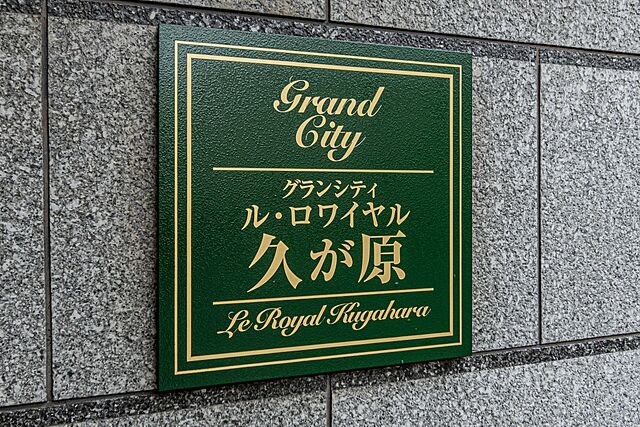 Grand
City
グランシティ
ル・ロワイヤル
久が原
Le Royal Kugahara